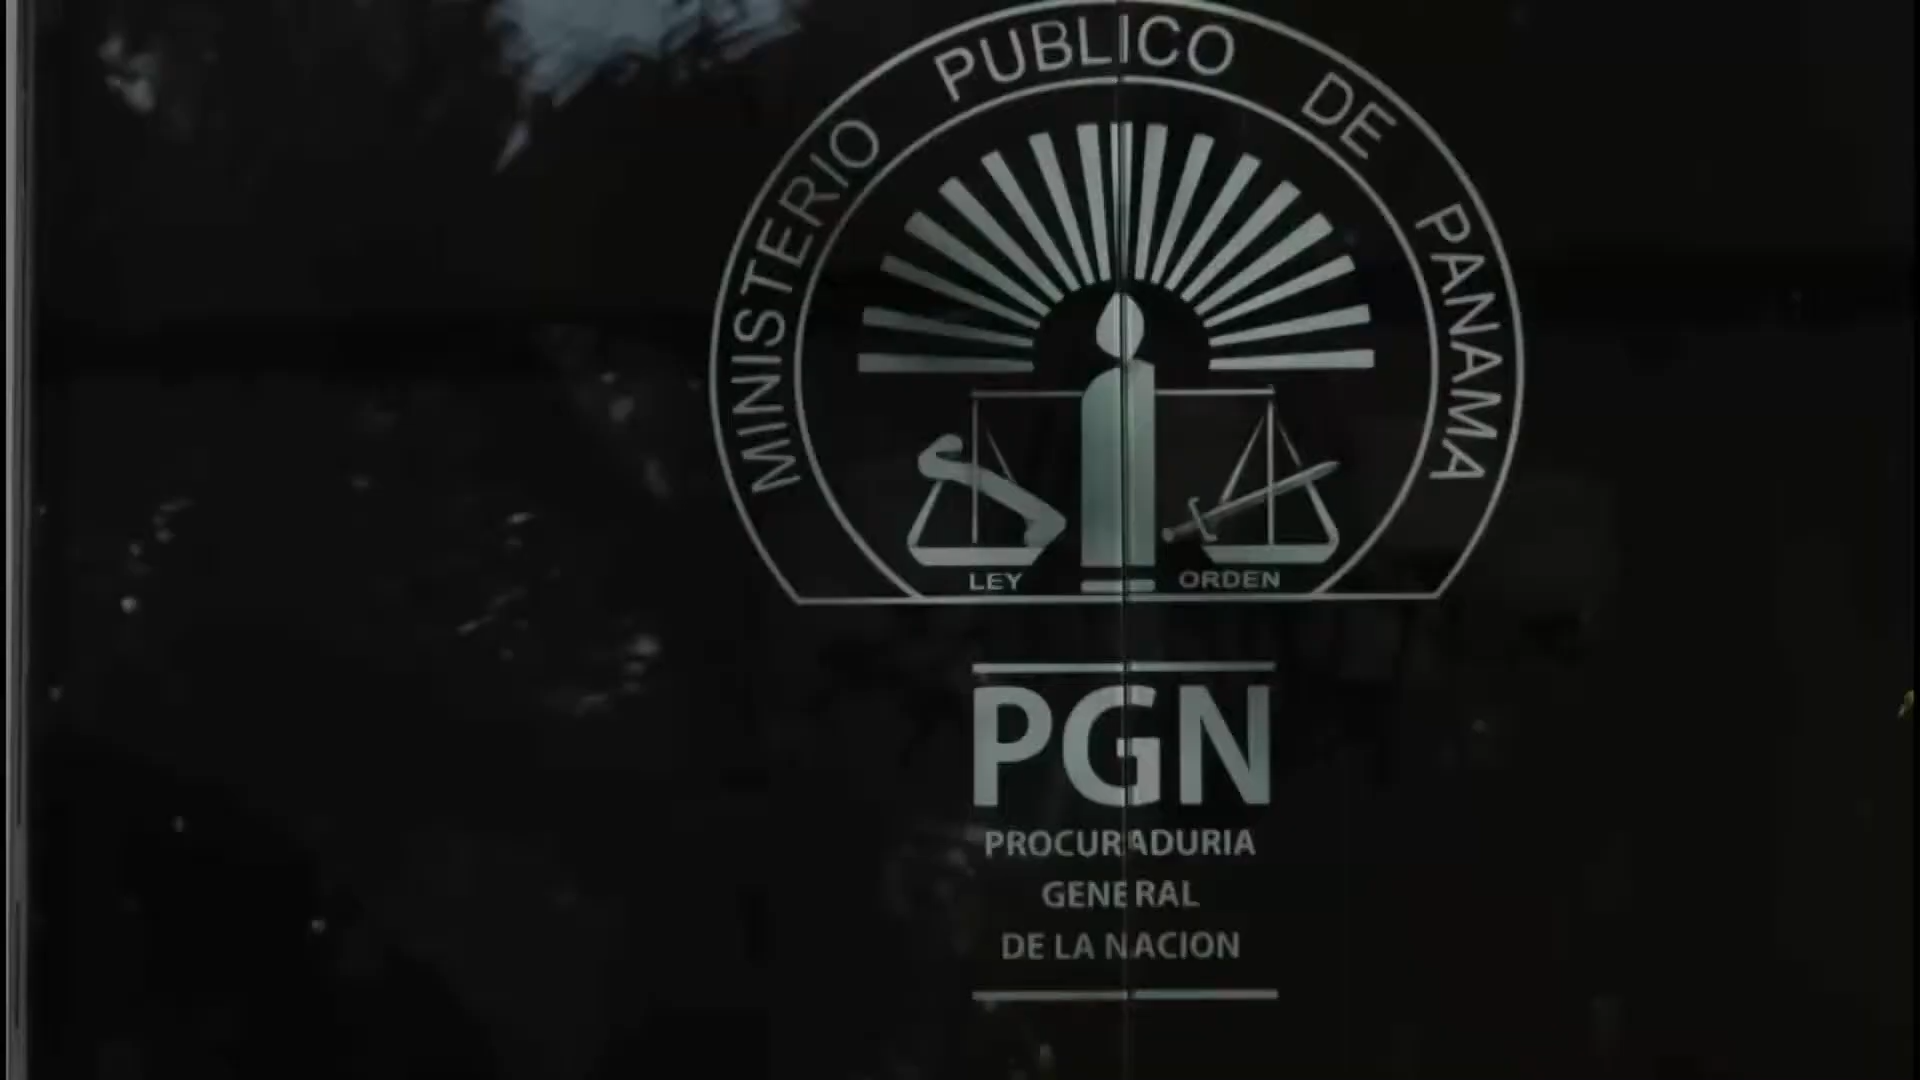 MINISTERIO PUBLICO DE PANAMA
LEY ORDEN
PGN
PROCURADURIA
GENERAL
DE LA NACION